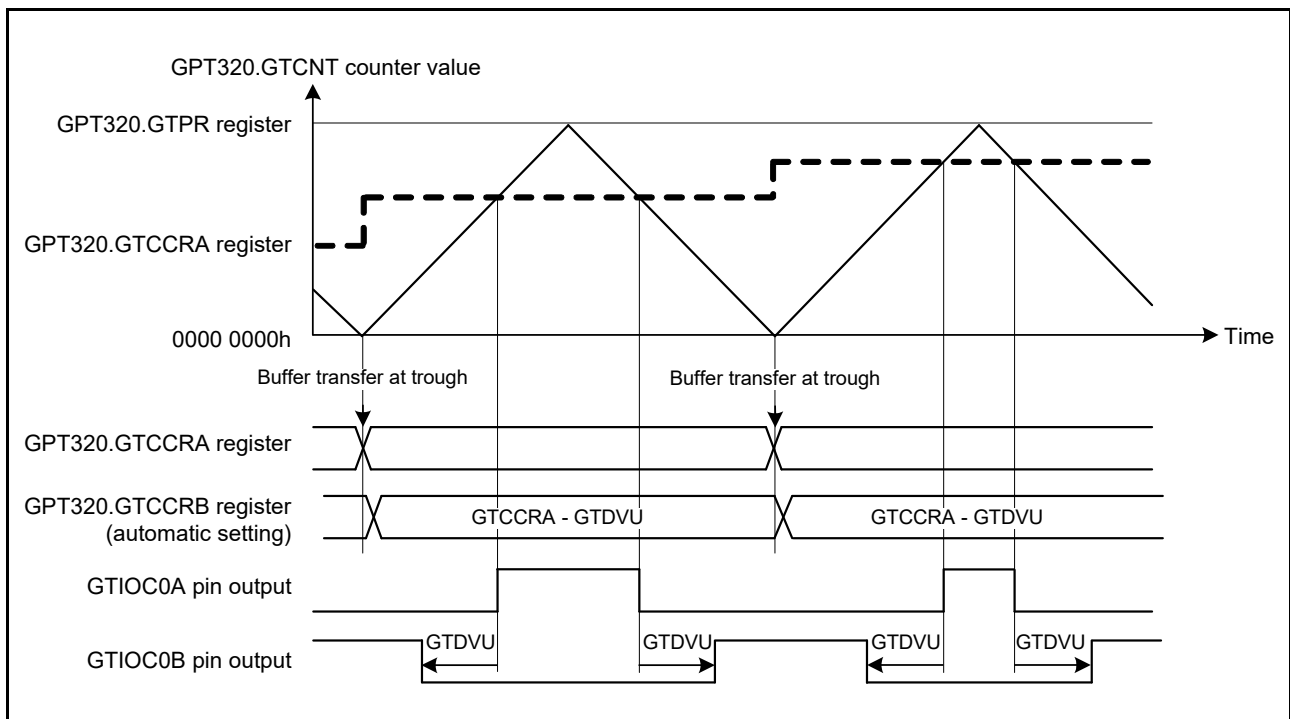 GPT320.GTCNT counter value
GPT320.GTPR register
GPT320.GTCCRA register
0000 0000h
Time
Buffer transfer at trough
Buffer transfer at trough
GPT320.GTCCRA register
GPT320.GTCCRB register
(automatic setting)
GTCCRA - GTDVU
GTCCRA - GTDVU
GTIOC0A pin output
GTIOC0B pin output
GTDVU
GTDVU
GTDVU
GTDVU